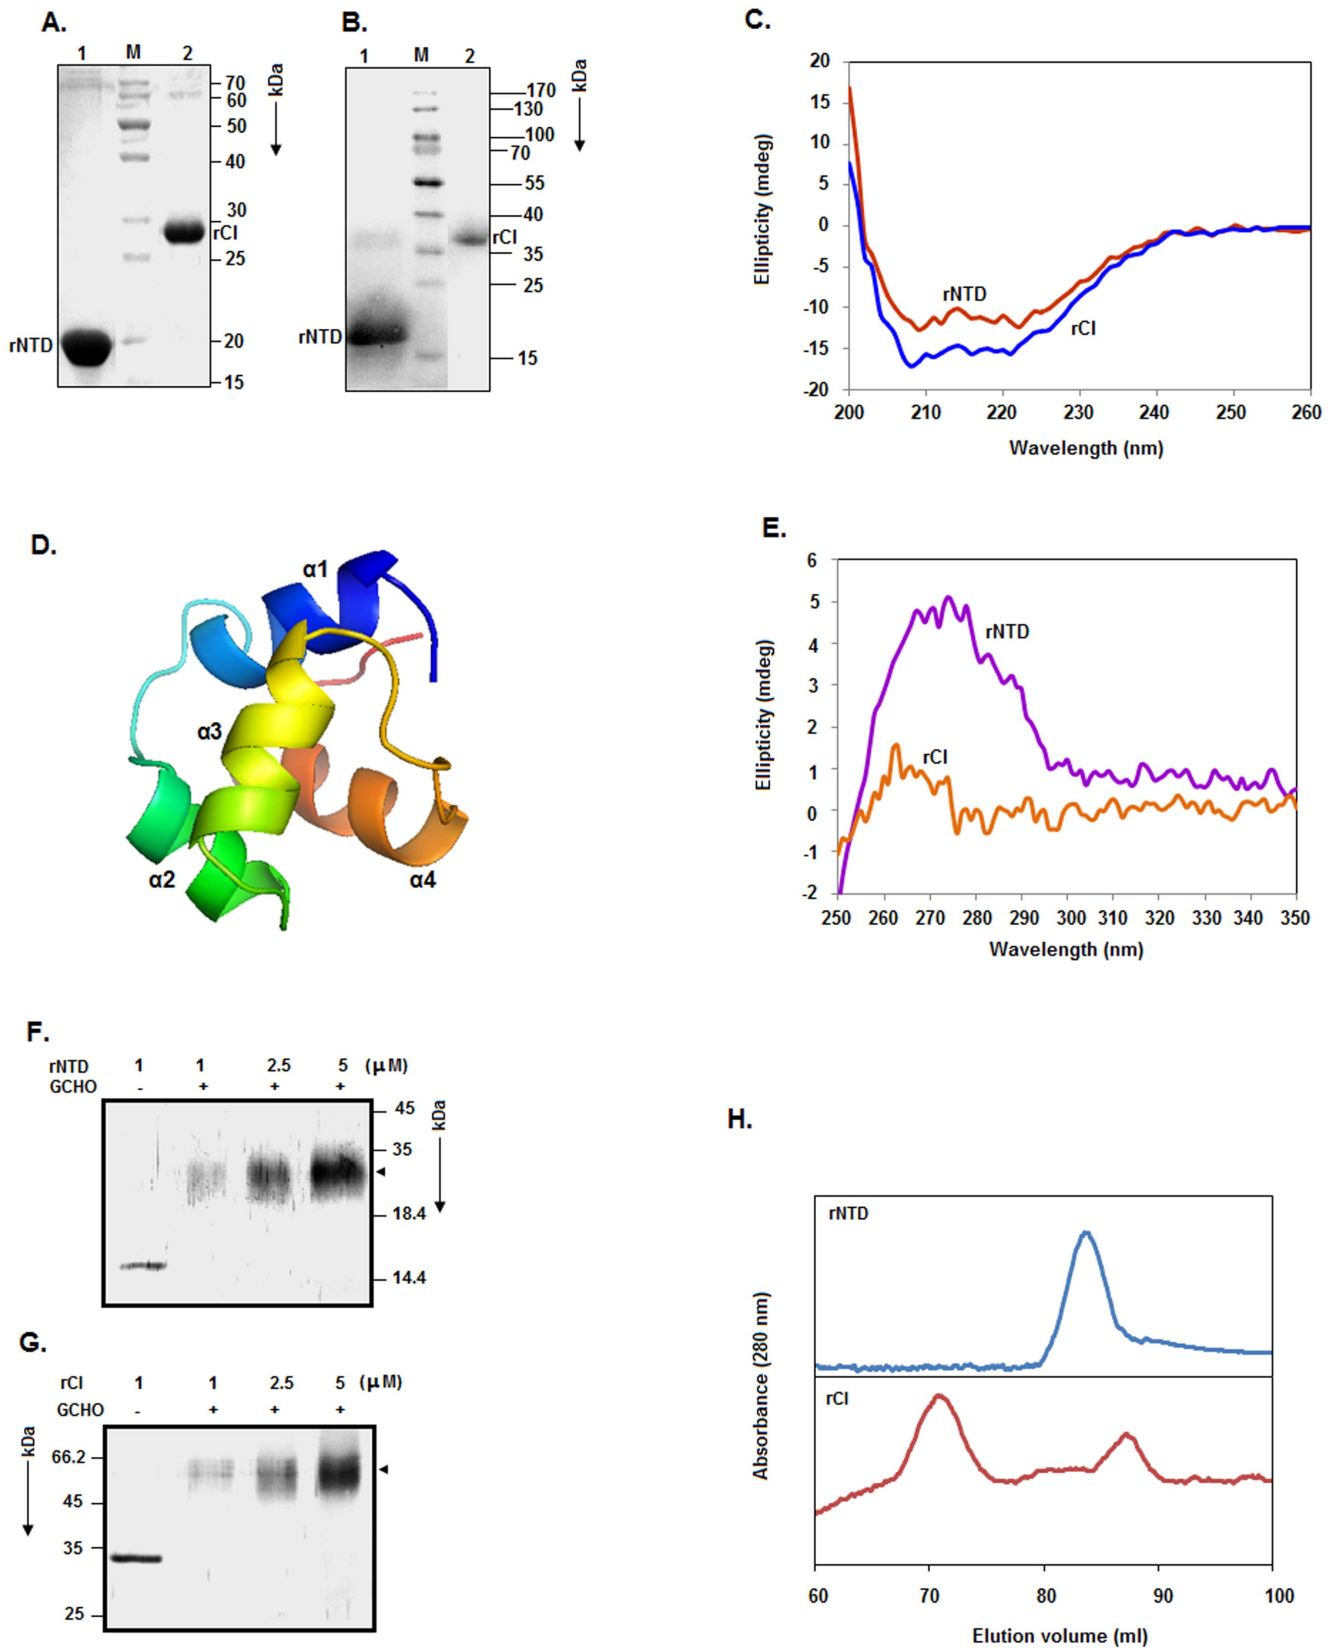 A.
1 M 2
70
60
50
40
30
rCI
25
rNTD
20
15
kDa
B.
1 M 2
170
130
100
70
55
40
rCI
35
25
rNTD
15
kDa
C.
20
15
10
5
0
-5
-10
-15
-20
Ellipticity (mdeg)
rNTD
rCI
200 210 220 230 240 250 260
Wavelength (nm)
D.
α1
α3
α2
α4
E.
6
5
4
3
2
1
0
-1
-2
Ellipticity (mdeg)
rNTD
rCI
250 260 270 280 290 300 310 320 330 340 350
Wavelength (nm)
F.
rNTD 1 1 2.5 5 (μM)
GCHO - + + +
45
35
18.4
14.4
kDa
G.
rCI 1 1 2.5 5 (μM)
GCHO - + + +
kDa
66.2
45
35
25
H.
rNTD
rCI
Absorbance (280 nm)
60 70 80 90 100
Elution volume (ml)